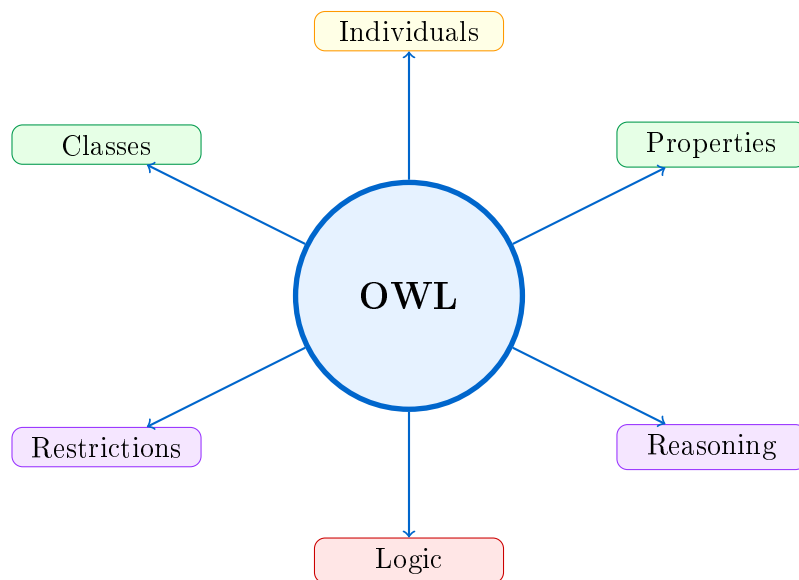 Individuals
Classes
Properties
OWL
Restrictions
Reasoning
Logic